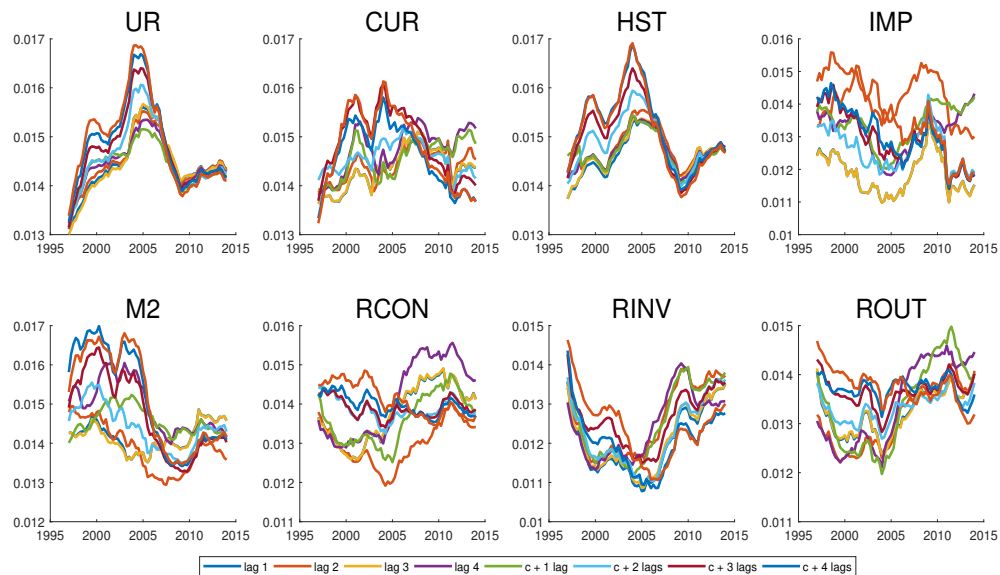 UR CUR HST IMP
0.017 0.017 0.017 0.016
0.016 0.016 0.016 0.015
0.014
0.015 0.015 0.015
0.013
0.014 0.014 0.014 0.012
0.011
0.013 0.013 0.013 0.01
1995 2000 2005 2010 2015 1995 2000 2005 2010 2015 1995 2000 2005 2010 2015 1995 2000 2005 2010 2015
M2 RCON RINV ROUT
0.017 0.016 0.015 0.016
0.016 0.015 0.014 0.015
0.015 0.014 0.013 0.014
0.014 0.013 0.012 0.013
0.013 0.012 0.011 0.012
0.012 0.011 0.01 0.011
1995 2000 2005 2010 2015 1995 2000 2005 2010 2015 1995 2000 2005 2010 2015 1995 2000 2005 2010 2015
lag 1 lag 2 lag 3 lag 4 c + 1 lag c + 2 lags c + 3 lags c + 4 lags